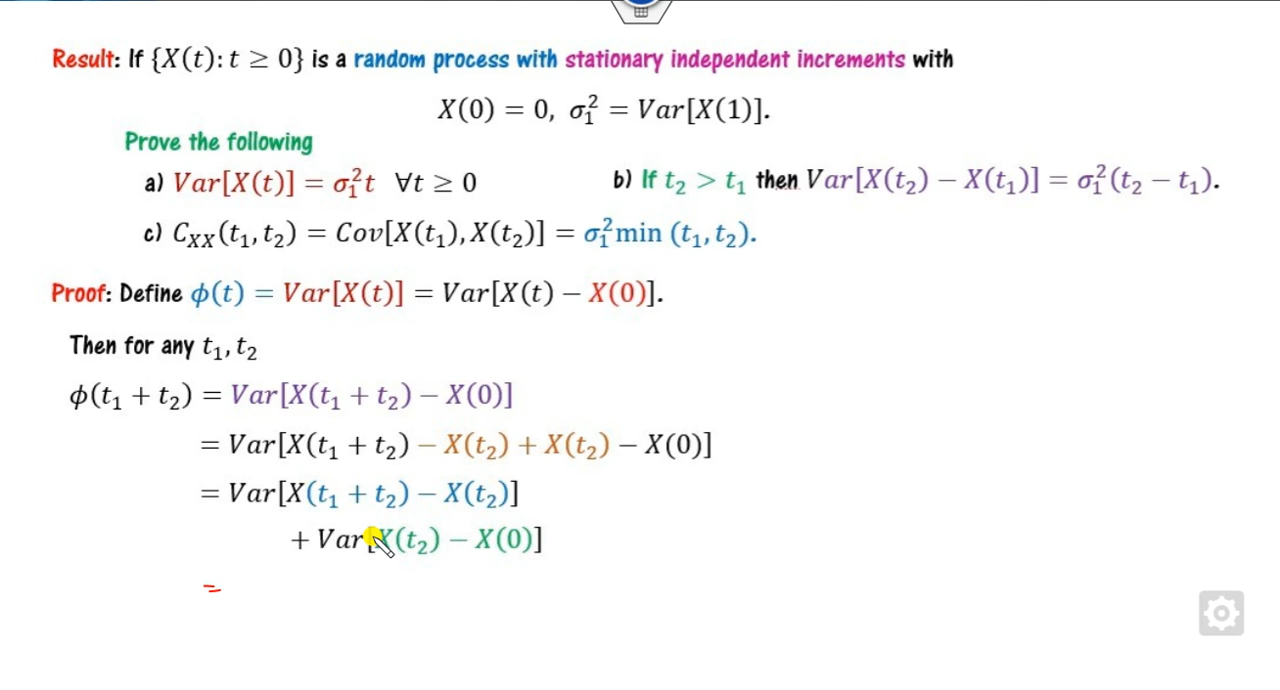 Result: If {X(t): t ≥ 0} is a random process with stationary independent increments with
X(0) = 0, σ₁² = Var[X(1)].
Prove the following
a) Var[X(t)] = σ₁²t ∀t ≥ 0 b) If t₂ > t₁ then Var[X(t₂) − X(t₁)] = σ₁²(t₂ − t₁).
c) C_XX(t₁, t₂) = Cov[X(t₁), X(t₂)] = σ₁²min (t₁, t₂).
Proof: Define ϕ(t) = Var[X(t)] = Var[X(t) − X(0)].
Then for any t₁, t₂
ϕ(t₁ + t₂) = Var[X(t₁ + t₂) − X(0)]
= Var[X(t₁ + t₂) − X(t₂) + X(t₂) − X(0)]
= Var[X(t₁ + t₂) − X(t₂)]
+ Var[X(t₂) − X(0)]
=